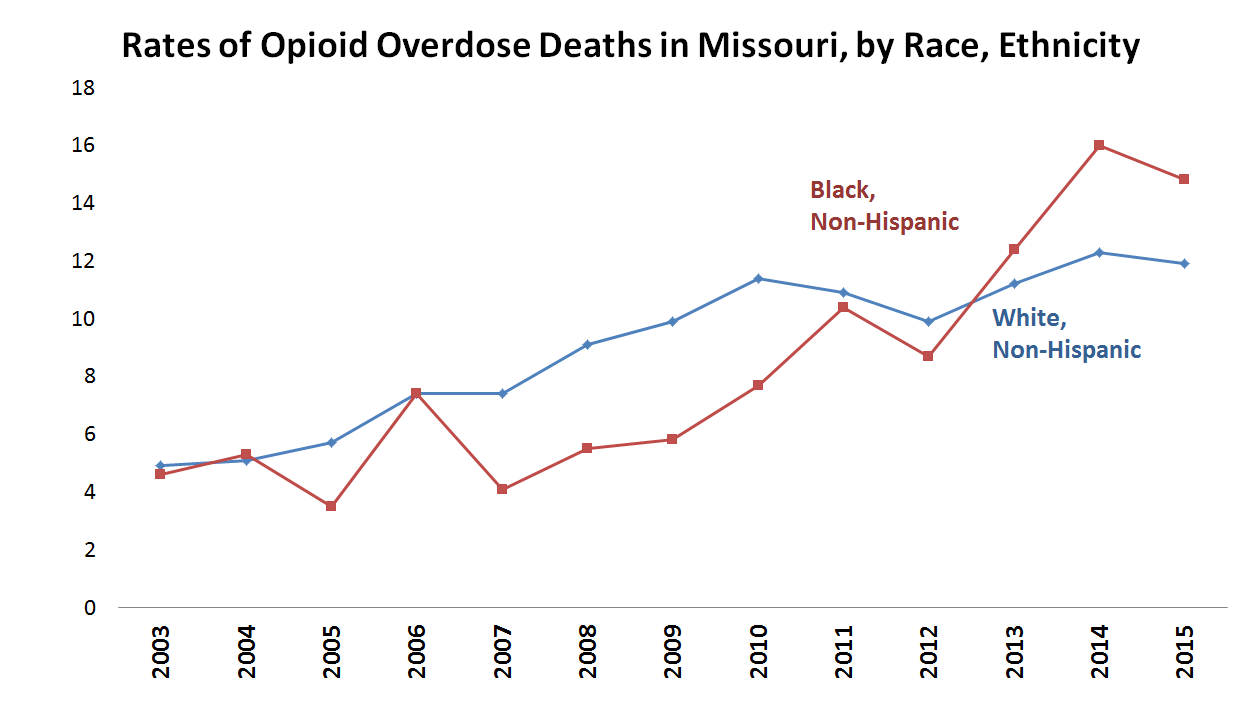 Rates of Opioid Overdose Deaths in Missouri, by Race, Ethnicity
18
16
14
12
10
8
6
4
2
0
Black,
Non-Hispanic
White,
Non-Hispanic
2003 2004 2005 2006 2007 2008 2009 2010 2011 2012 2013 2014 2015